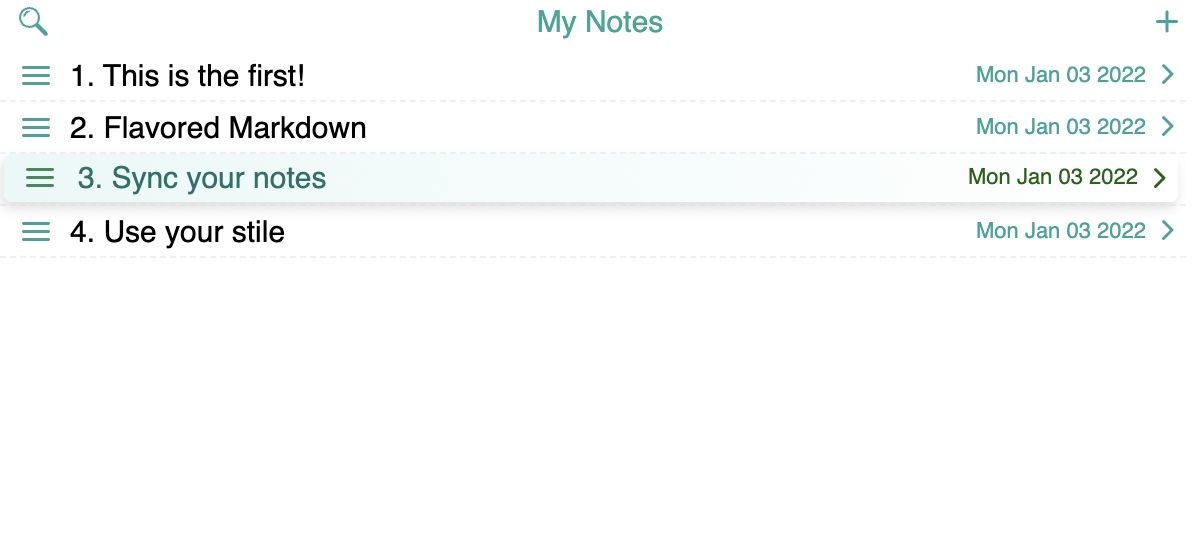 My Notes
1. This is the first! Mon Jan 03 2022
2. Flavored Markdown Mon Jan 03 2022
3. Sync your notes Mon Jan 03 2022
4. Use your stile Mon Jan 03 2022